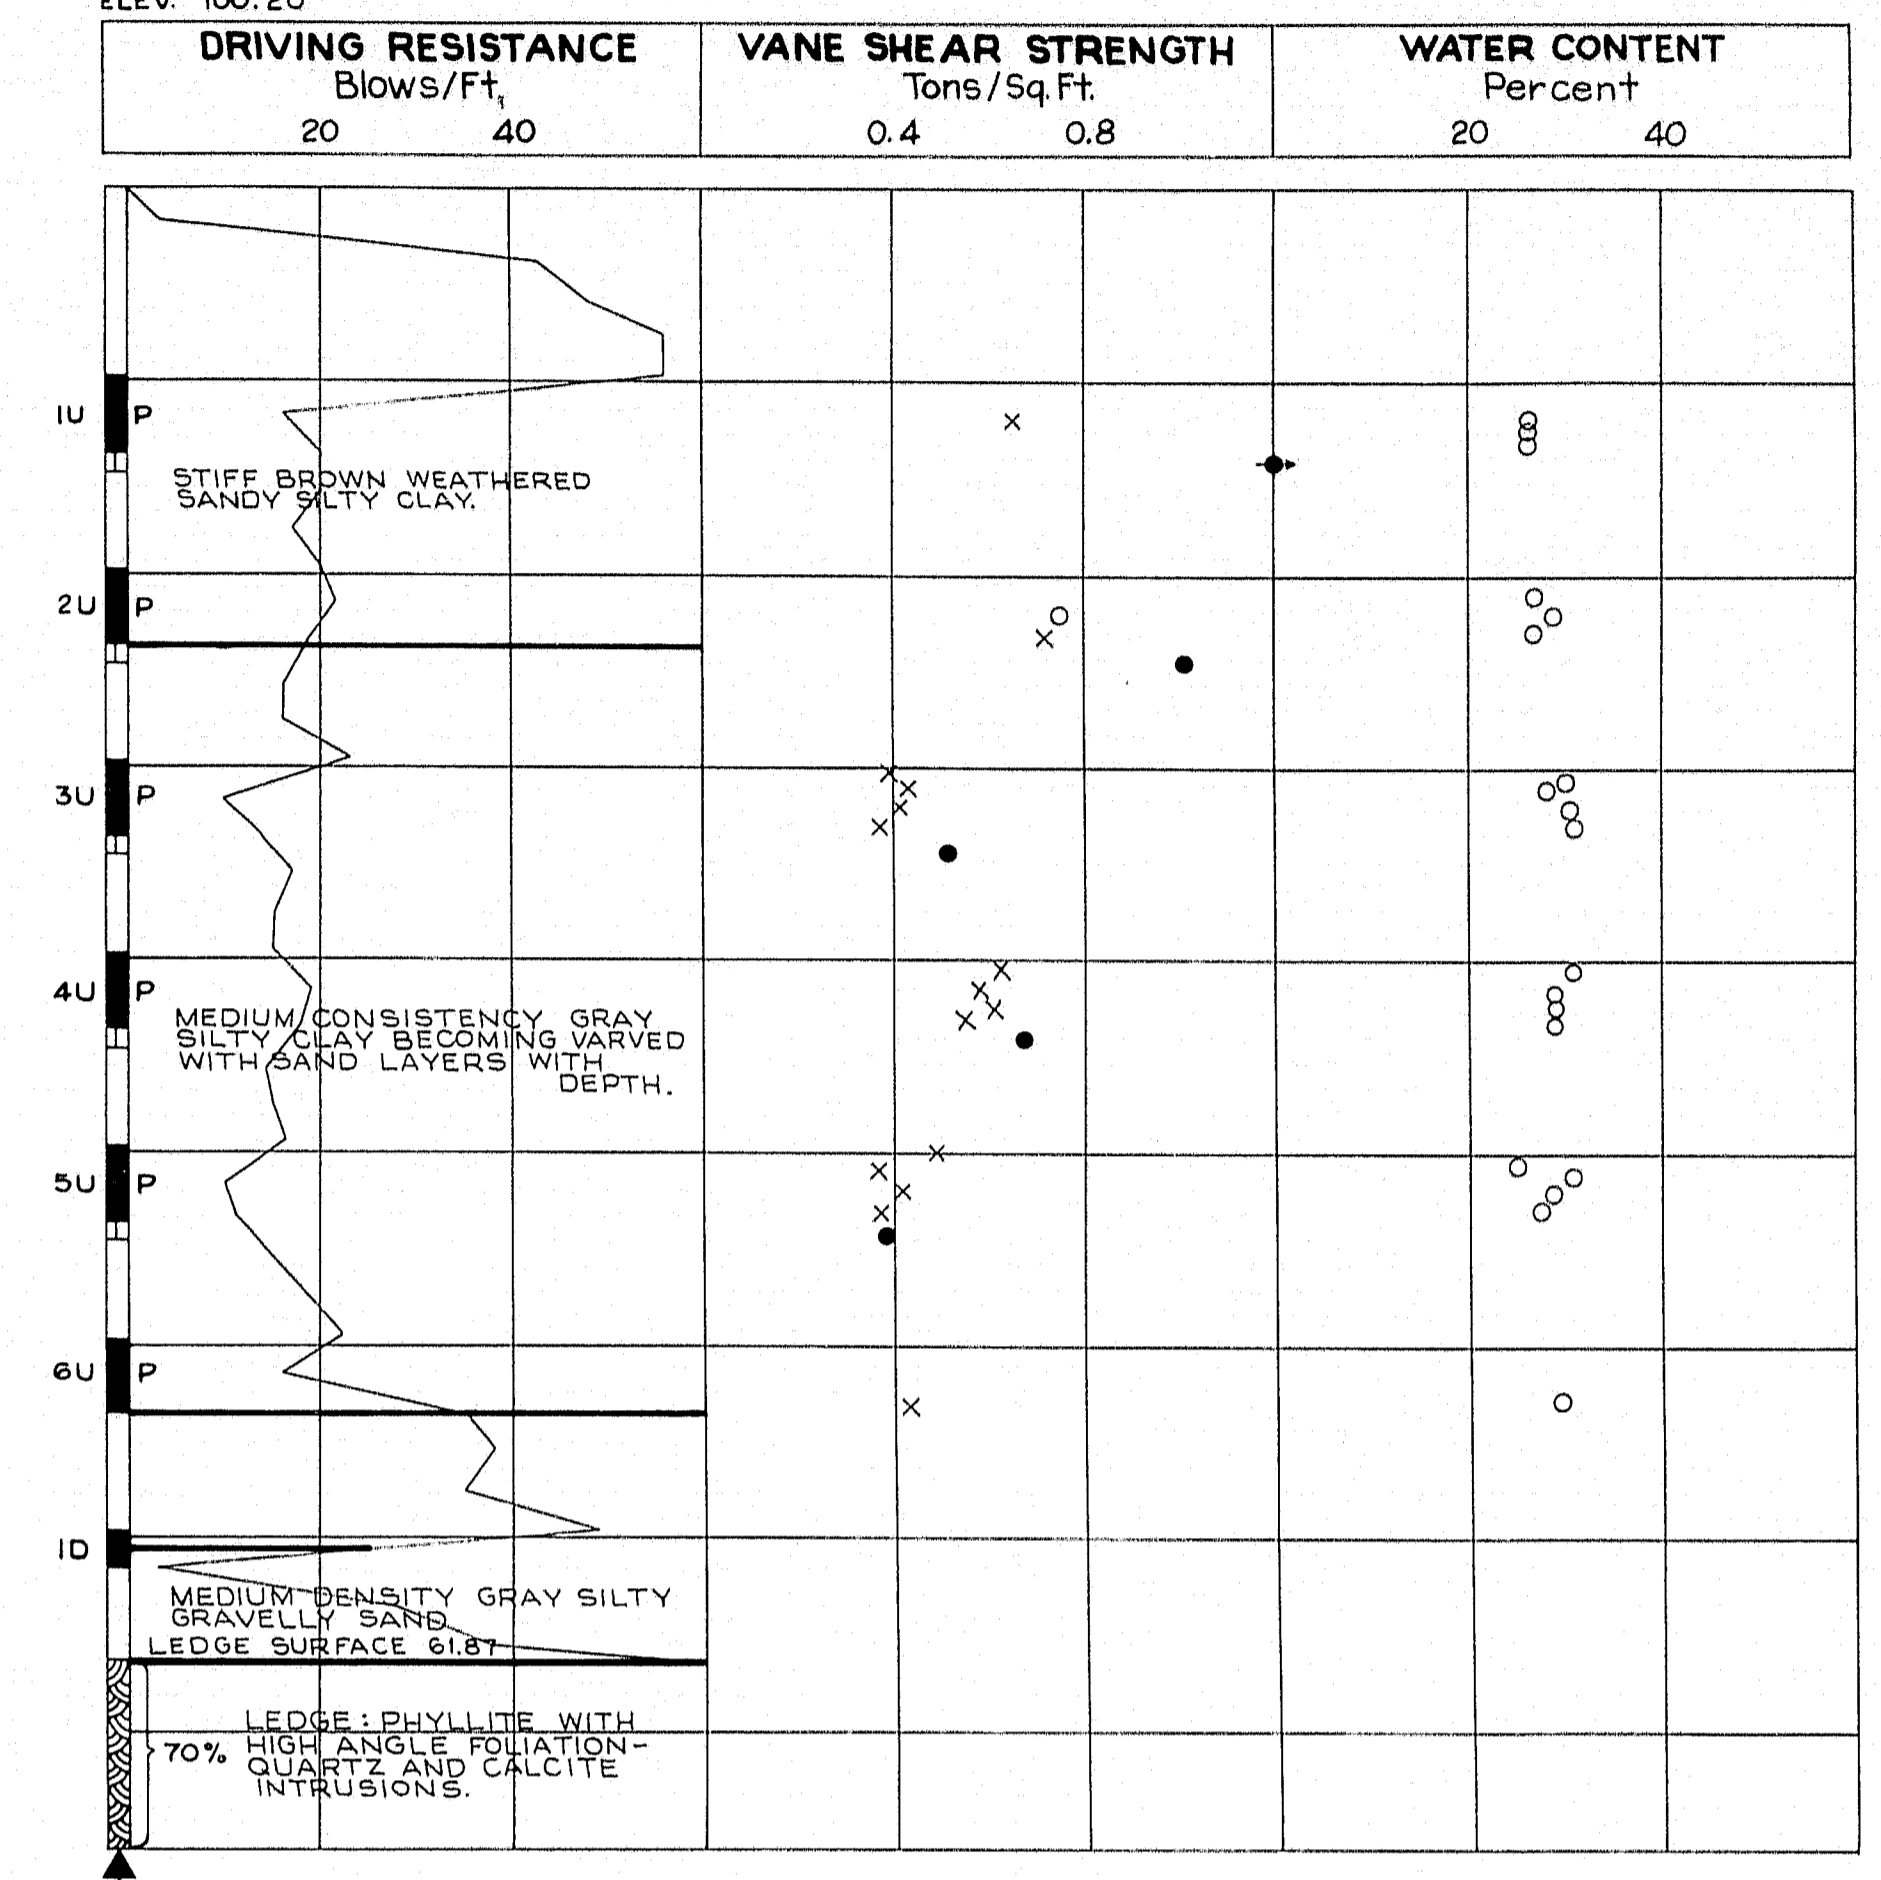 ELEV. 100.20
DRIVING RESISTANCE
Blows/Ft.
20 40
VANE SHEAR STRENGTH
Tons/Sq.Ft.
0.4 0.8
WATER CONTENT
Percent
20 40
1U P
STIFF BROWN WEATHERED
SANDY SILTY CLAY.
2U P
3U P
4U P
MEDIUM CONSISTENCY GRAY
SILTY CLAY BECOMING VARVED
WITH SAND LAYERS WITH
DEPTH.
5U P
6U P
1D
MEDIUM DENSITY GRAY SILTY
GRAVELLY SAND
LEDGE SURFACE 61.87
LEDGE: PHYLLITE WITH
70% HIGH ANGLE FOLIATION-
QUARTZ AND CALCITE
INTRUSIONS.